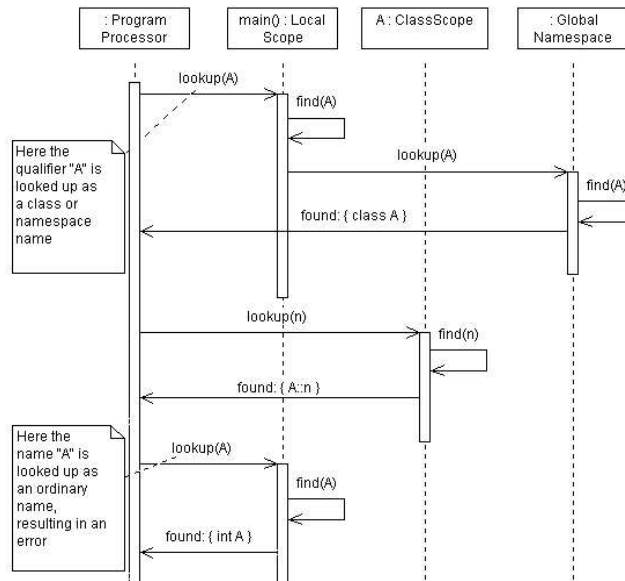 : Program
Processor
main() : Local
Scope
A : ClassScope
: Global
Namespace
lookup(A)
find(A)
Here the
qualifier "A" is
looked up as
a class or
namespace
name
lookup(A)
find(A)
found: { class A }
lookup(n)
find(n)
found: { A::n }
Here the
name "A" is
looked up as
an ordinary
name,
resulting in an
error
lookup(A)
find(A)
found: { int A }